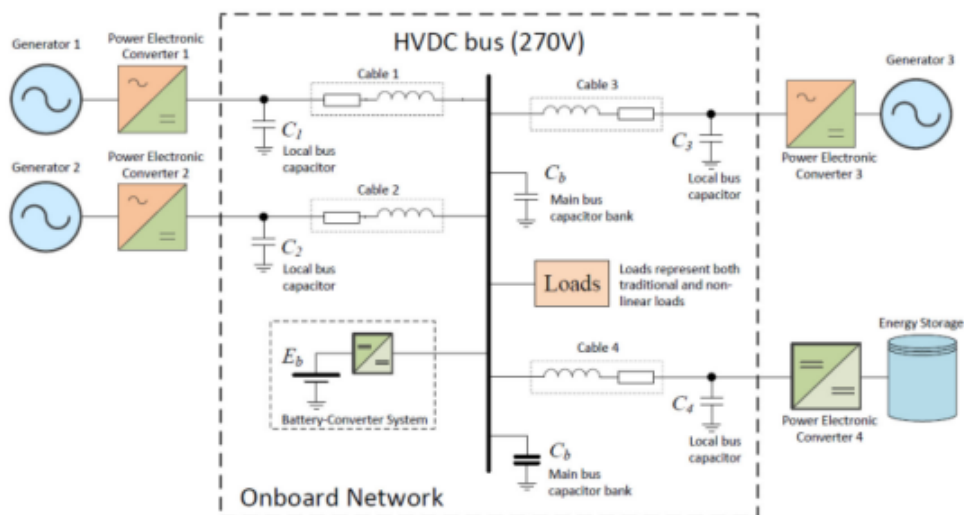 HVDC bus (270V)
Generator 1
Power Electronic
Converter 1
Cable 1
C1
Local bus
capacitor
Generator 2
Power Electronic
Converter 2
Cable 2
C2
Local bus
capacitor
Eb
Battery-Converter System
Onboard Network
Cable 3
C3
Local bus
capacitor
Generator 3
Power Electronic
Converter 3
Cb
Main bus
capacitor bank
Loads
Loads represent both
traditional and non-
linear loads
Cable 4
C4
Local bus
capacitor
Energy Storage
Power Electronic
Converter 4
Cb
Main bus
capacitor bank